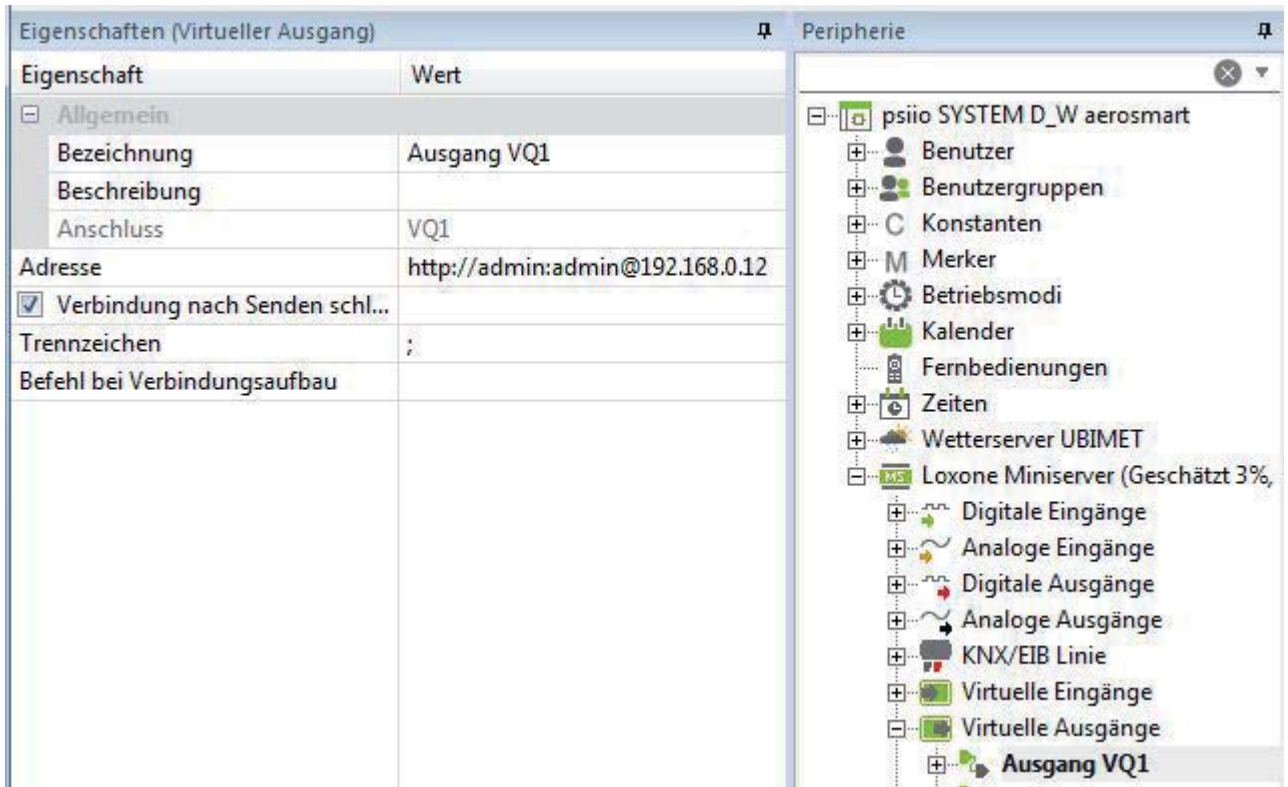 Eigenschaften (Virtueller Ausgang)
Eigenschaft Wert
Allgemein
Bezeichnung Ausgang VQ1
Beschreibung
Anschluss VQ1
Adresse http://admin:admin@192.168.0.12
Verbindung nach Senden schl...
Trennzeichen ;
Befehl bei Verbindungsaufbau
Peripherie
psiio SYSTEM D_W aerosmart
Benutzer
Benutzergruppen
C Konstanten
M Merker
Betriebsmodi
Kalender
Fernbedienungen
Zeiten
Wetterserver UBIMET
MS Loxone Miniserver (Geschätzt 3%,
Digitale Eingänge
Analoge Eingänge
Digitale Ausgänge
Analoge Ausgänge
KNX/EIB Linie
Virtuelle Eingänge
Virtuelle Ausgänge
Ausgang VQ1